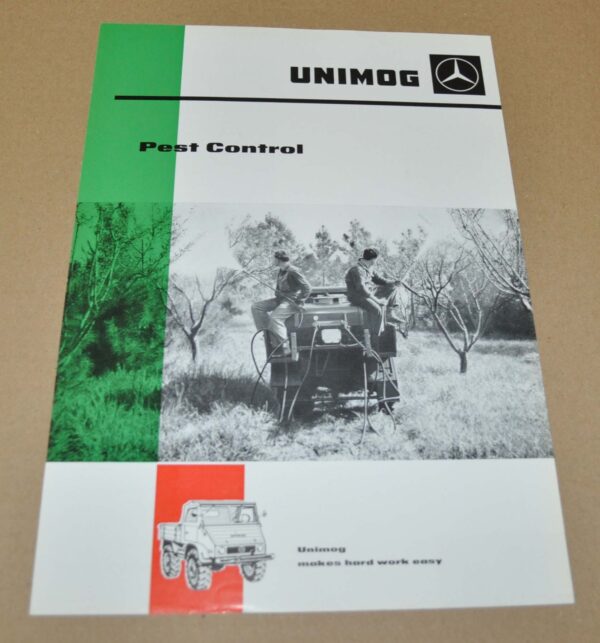 UNIMOG
Pest Control
Unimog
makes hard work easy